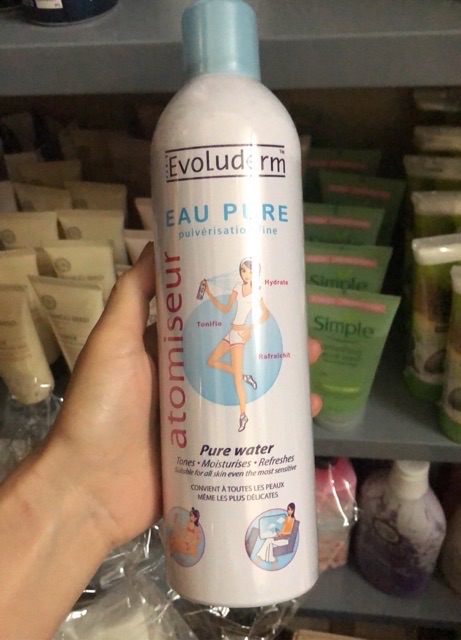 EvoLuderm™
EAU PURE
pulvérisation fine
atomiseur
Hydrate
Tonifie
Rafraîchit
Pure water
Tones • Moisturises • Refreshes
Suitable for all skin even the most sensitive
CONVIENT À TOUTES LES PEAUX
MÊME LES PLUS DÉLICATES
Simple
Simple